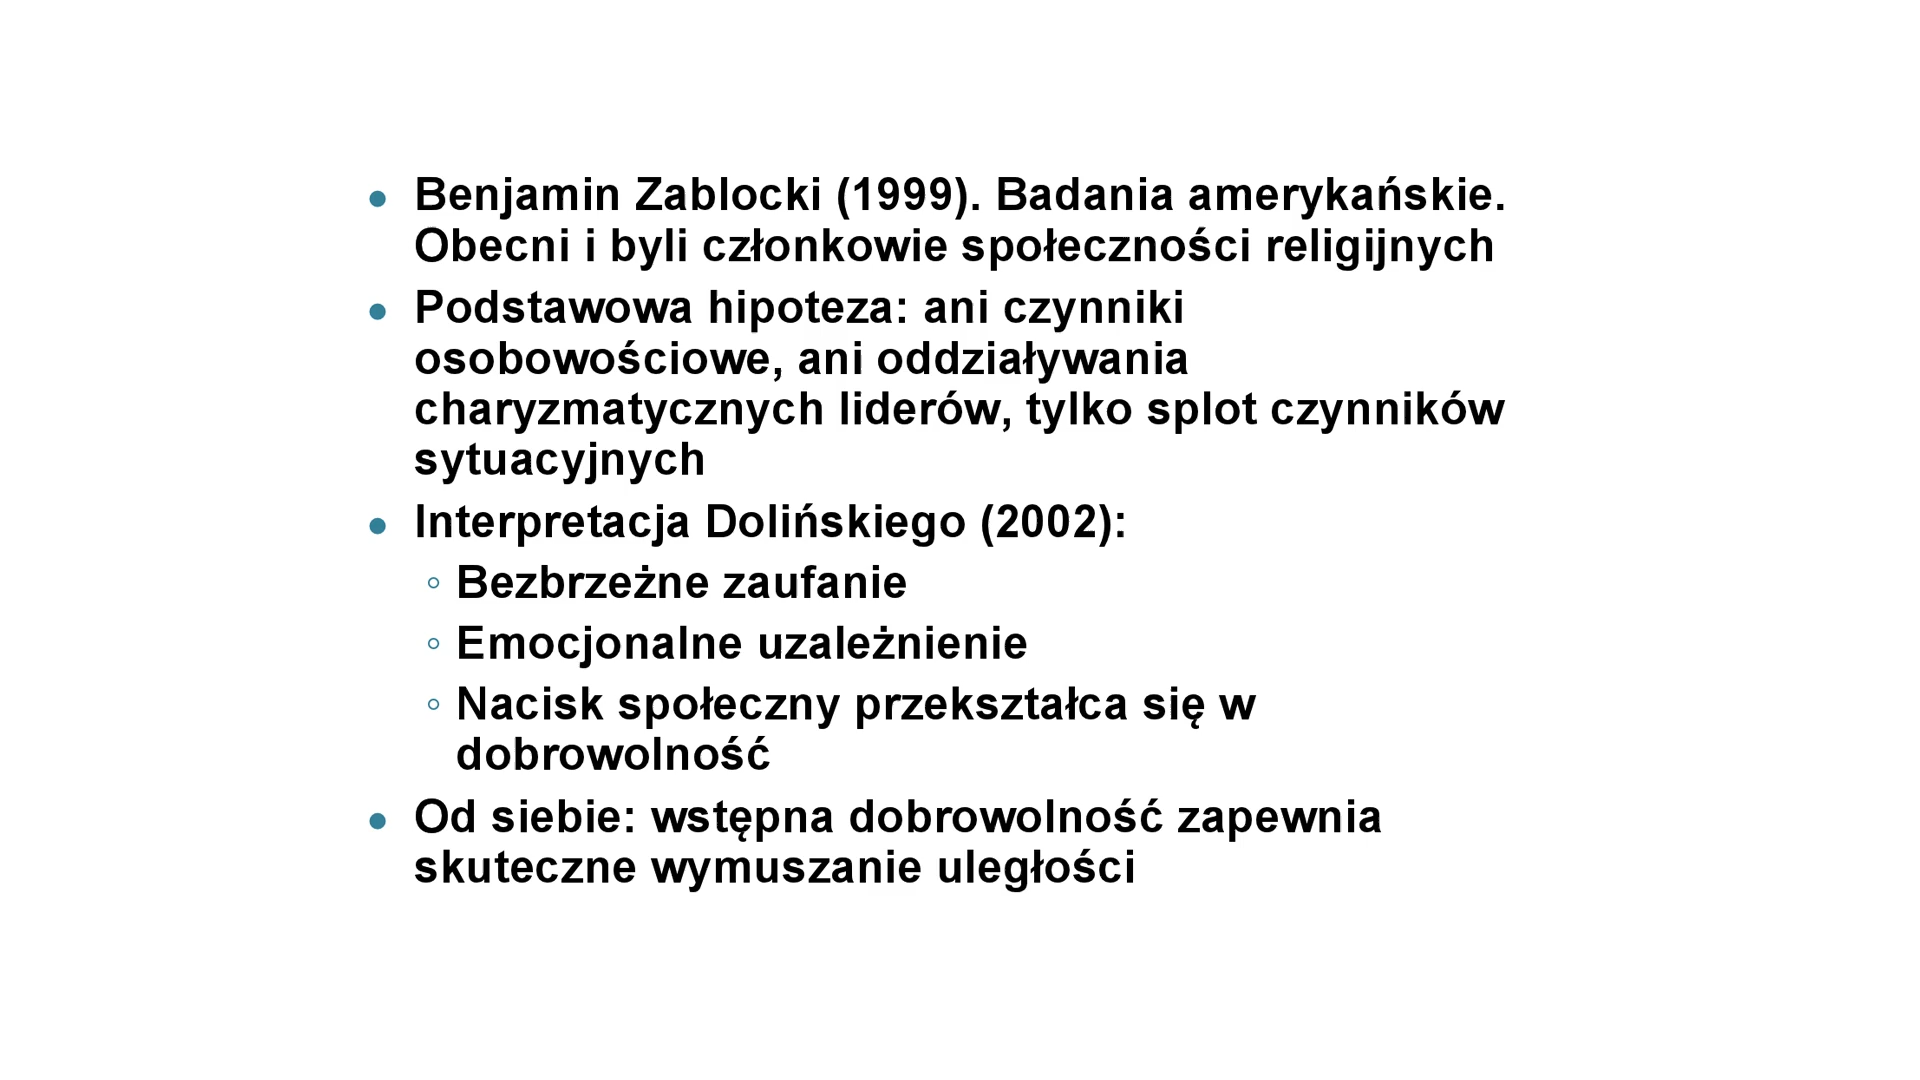 • Benjamin Zablocki (1999). Badania amerykańskie.
Obecni i byli członkowie społeczności religijnych
• Podstawowa hipoteza: ani czynniki
osobowościowe, ani oddziaływania
charyzmatycznych liderów, tylko splot czynników
sytuacyjnych
• Interpretacja Dolińskiego (2002):
◦ Bezbrzeżne zaufanie
◦ Emocjonalne uzależnienie
◦ Nacisk społeczny przekształca się w
dobrowolność
• Od siebie: wstępna dobrowolność zapewnia
skuteczne wymuszanie uległości